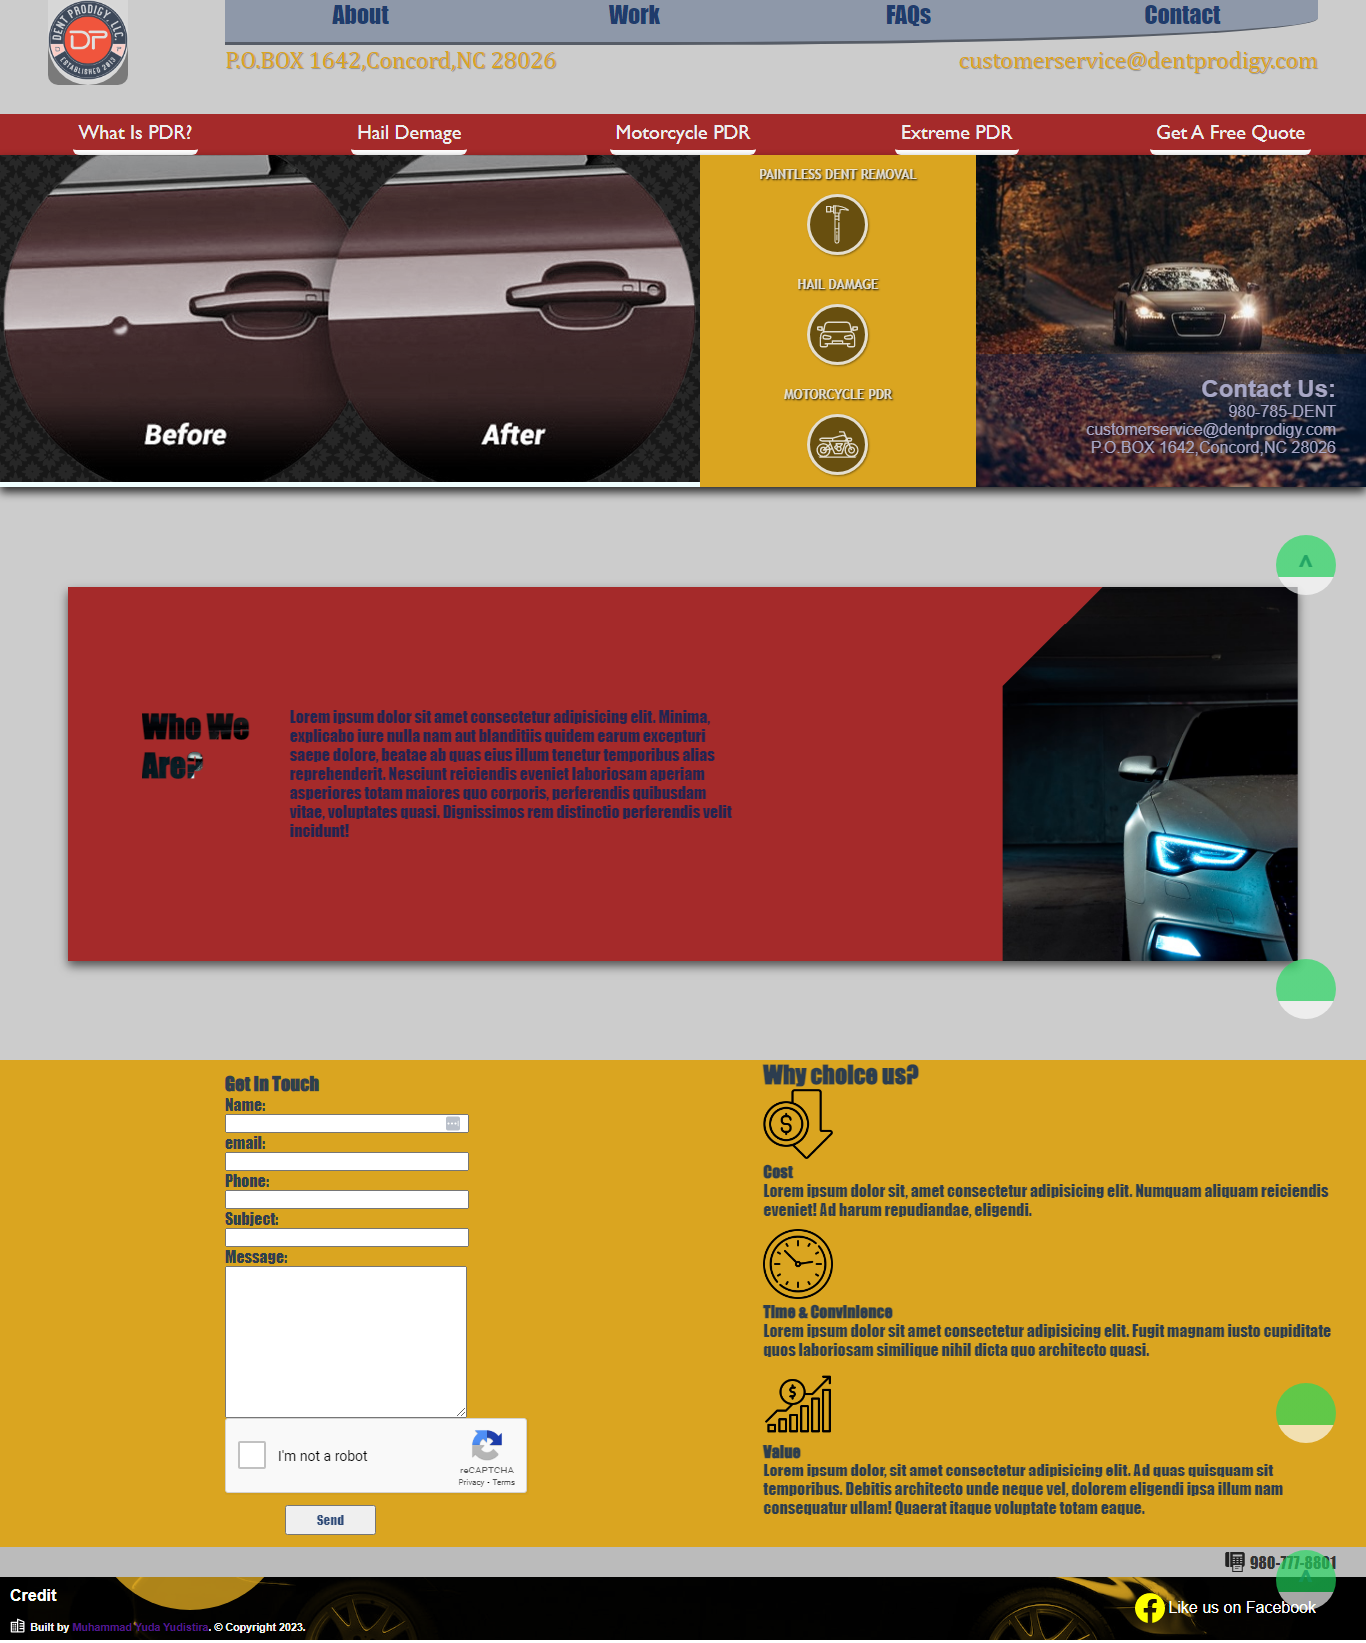 DENT PRODIGY, LLC.
DP
ESTABLISHED 2013
About Work FAQs Contact
P.O.BOX 1642,Concord,NC 28026 customerservice@dentprodigy.com
What Is PDR? Hail Demage Motorcycle PDR Extreme PDR Get A Free Quote
Before After
PAINTLESS DENT REMOVAL
HAIL DAMAGE
MOTORCYCLE PDR
Contact Us:
980-785-DENT
customerservice@dentprodigy.com
P.O.BOX 1642,Concord,NC 28026
^
Who We
Are?
Lorem ipsum dolor sit amet consectetur adipisicing elit. Minima,
explicabo iure nulla nam aut blanditiis quidem earum excepturi
saepe dolore, beatae ab quas eius illum tenetur temporibus alias
reprehenderit. Nesciunt reiciendis eveniet laboriosam aperiam
asperiores totam maiores quo corporis, perferendis quibusdam
vitae, voluptates quasi. Dignissimos rem distinctio perferendis velit
incidunt!
Get In Touch
Name:
email:
Phone:
Subject:
Message:
I'm not a robot
reCAPTCHA
Privacy - Terms
Send
Why choice us?
$
Cost
Lorem ipsum dolor sit, amet consectetur adipisicing elit. Numquam aliquam reiciendis
eveniet! Ad harum repudiandae, eligendi.
Time & Convinience
Lorem ipsum dolor sit amet consectetur adipisicing elit. Fugit magnam iusto cupiditate
quos laboriosam similique nihil dicta quo architecto quasi.
$
Value
Lorem ipsum dolor, sit amet consectetur adipisicing elit. Ad quas quisquam sit
temporibus. Debitis architecto unde neque vel, dolorem eligendi ipsa illum nam
consequatur ullam! Quaerat itaque voluptate totam eaque.
980-777-8801
^
Credit
Built by Muhammad Yuda Yudistira. © Copyright 2023.
Like us on Facebook